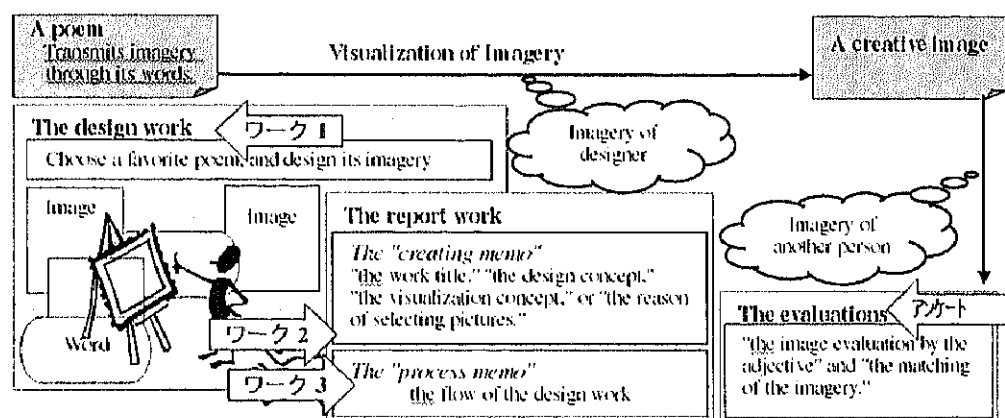 A poem
Transmits imagery
through its words.
Visualization of Imagery
A creative image
The design work
ワーク 1
Choose a favorite poem, and design its imagery
Imagery of
designer
Image
Image
Word
The report work
The "creating memo"
"the work title," "the design concept,"
"the visualization concept," or "the reason
of selecting pictures."
ワーク 2
ワーク 3
The "process memo"
the flow of the design work
Imagery of
another person
The evaluations
アンケート
"the image evaluation by the
adjective" and "the matching
of the imagery."